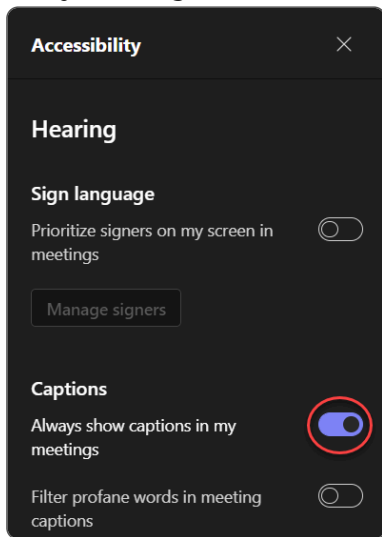 Accessibility
Hearing
Sign language
Prioritize signers on my screen in
meetings
Manage signers
Captions
Always show captions in my
meetings
Filter profane words in meeting
captions